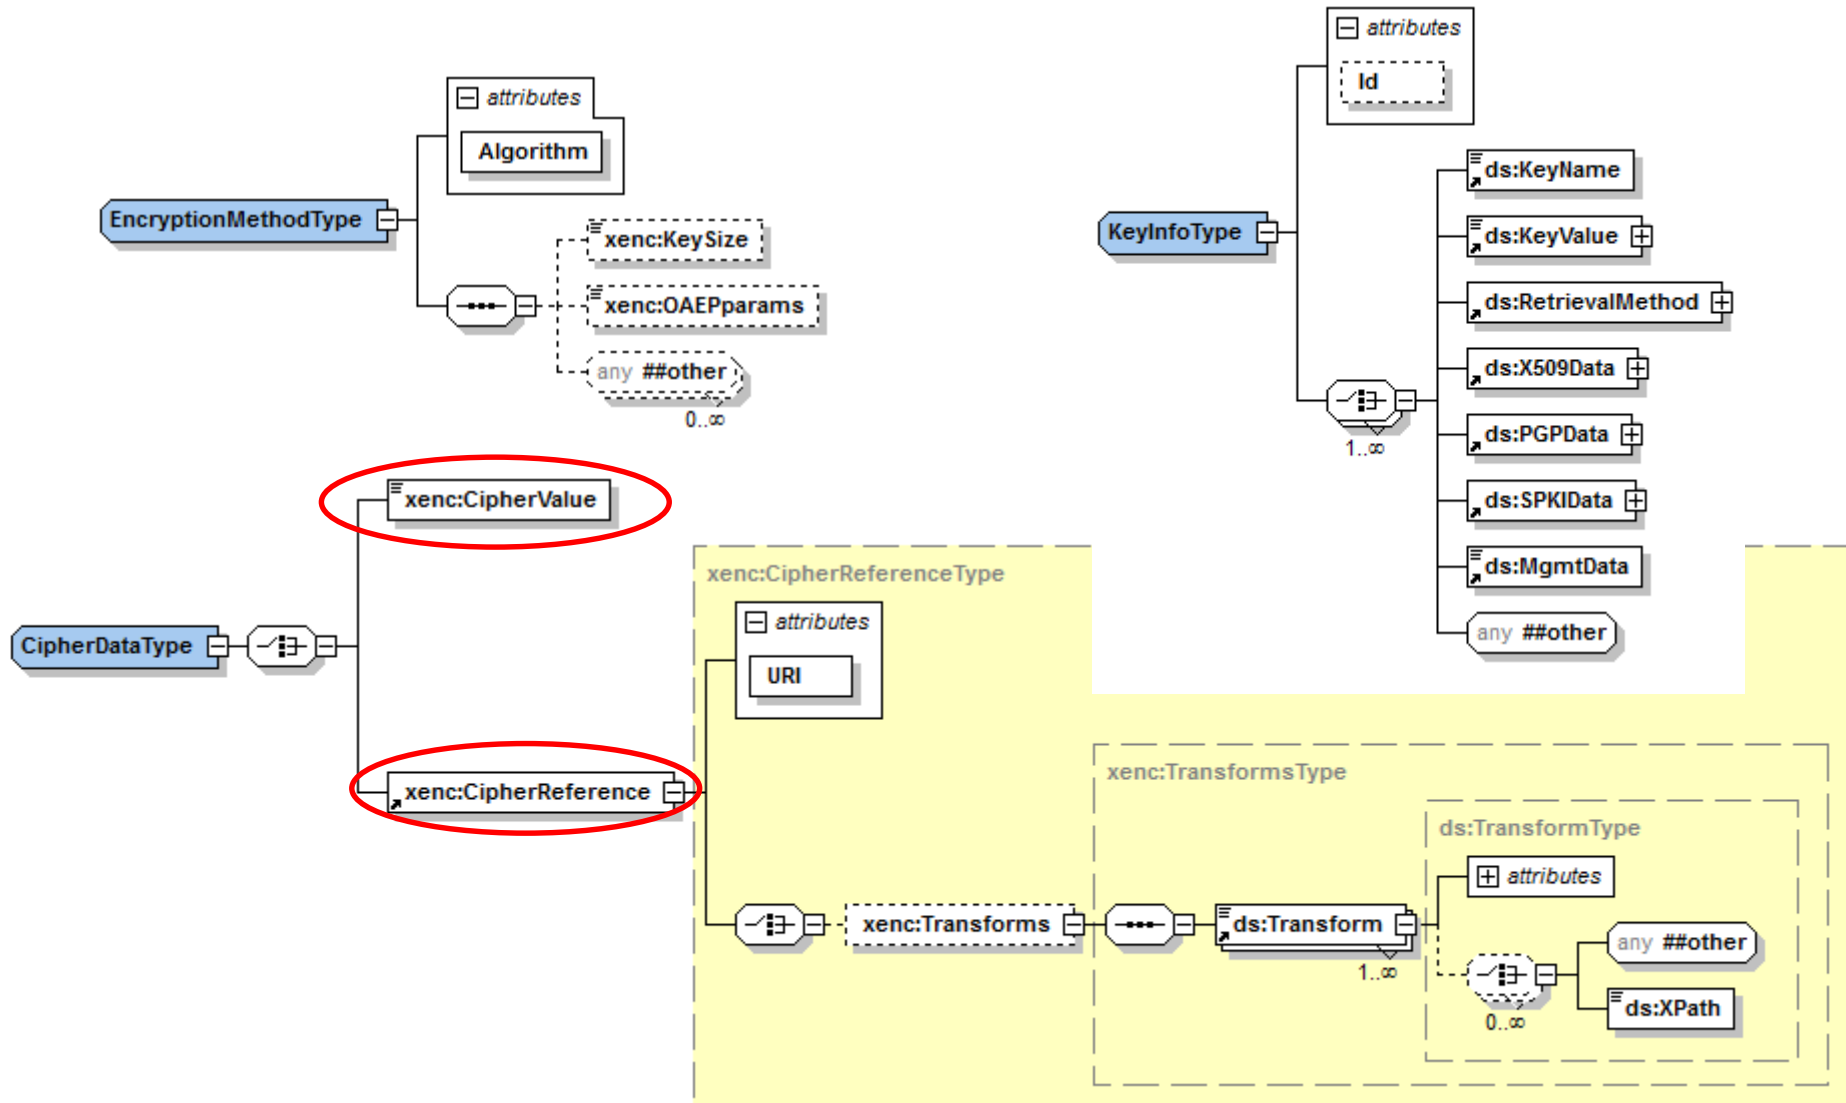 attributes
Algorithm
EncryptionMethodType
xenc:KeySize
xenc:OAEPparams
any ##other
0..∞
attributes
Id
KeyInfoType
ds:KeyName
ds:KeyValue
ds:RetrievalMethod
ds:X509Data
ds:PGPData
ds:SPKIData
ds:MgmtData
any ##other
1..∞
CipherDataType
xenc:CipherValue
xenc:CipherReference
xenc:CipherReferenceType
attributes
URI
xenc:Transforms
xenc:TransformsType
ds:Transform
1..∞
ds:TransformType
attributes
any ##other
ds:XPath
0..∞